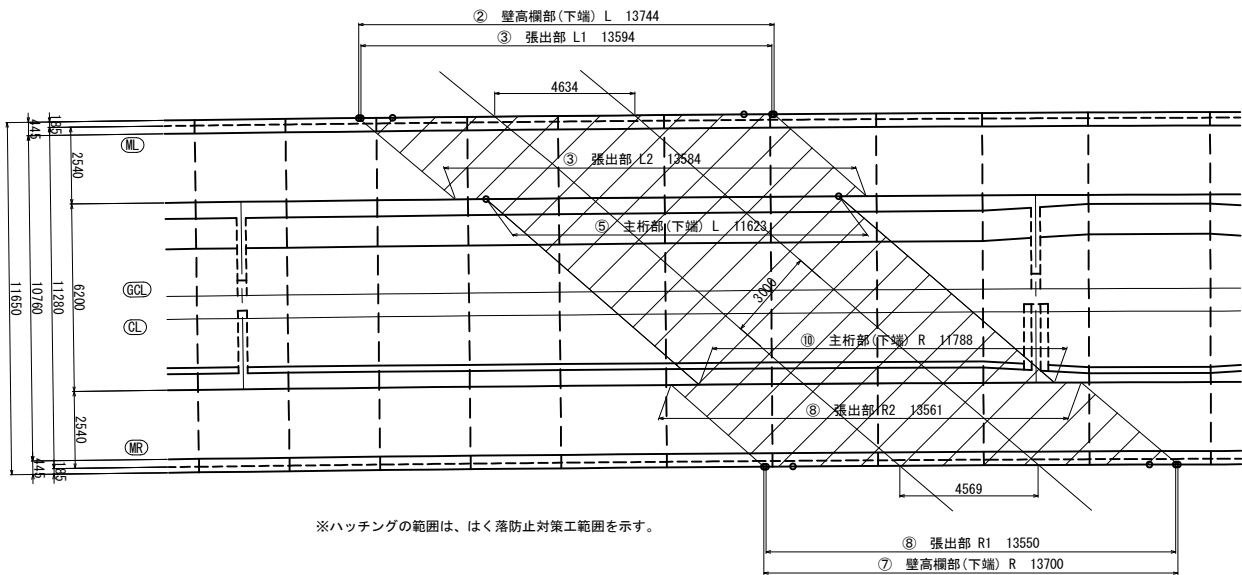 ② 壁高欄部(下端) L 13744
③ 張出部 L1 13594
4634
445
185
ML
2540
③ 張出部 L2 13584
⑤ 主桁部(下端) L 11623
11650
10760
11280
6200
GCL
CL
3000
⑩ 主桁部(下端) R 11788
⑧ 張出部 R2 13561
2540
MR
445
185
4569
※ハッチングの範囲は、はく落防止対策工範囲を示す。
⑧ 張出部 R1 13550
⑦ 壁高欄部(下端) R 13700